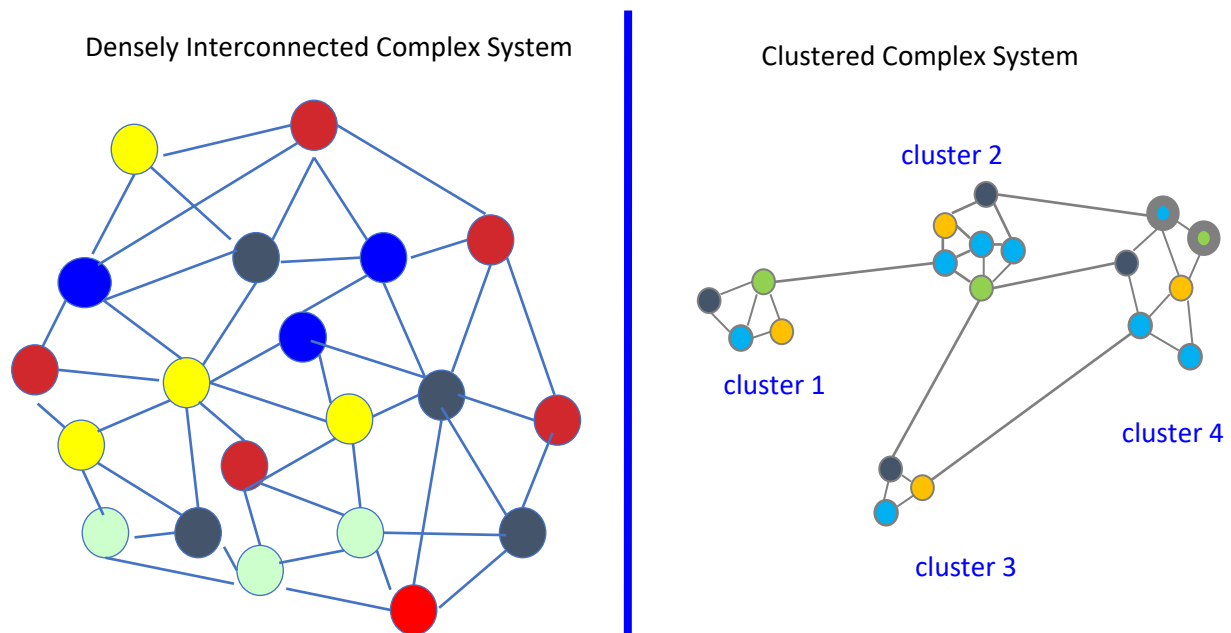 Densely Interconnected Complex System
Clustered Complex System
cluster 2
cluster 1
cluster 4
cluster 3